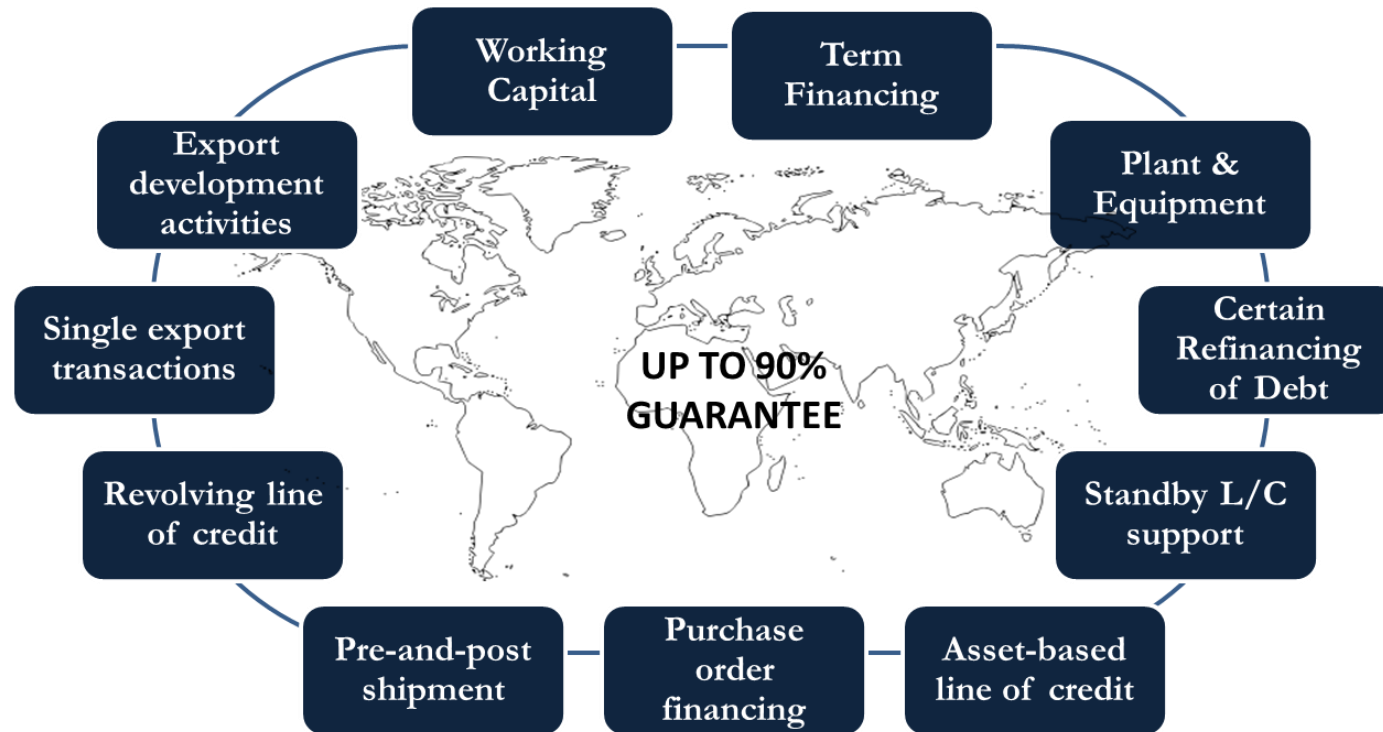 Working
Capital
Term
Financing
Export
development
activities
Plant &
Equipment
Single export
transactions
Certain
Refinancing
of Debt
UP TO 90%
GUARANTEE
Revolving line
of credit
Standby L/C
support
Pre-and-post
shipment
Purchase
order
financing
Asset-based
line of credit